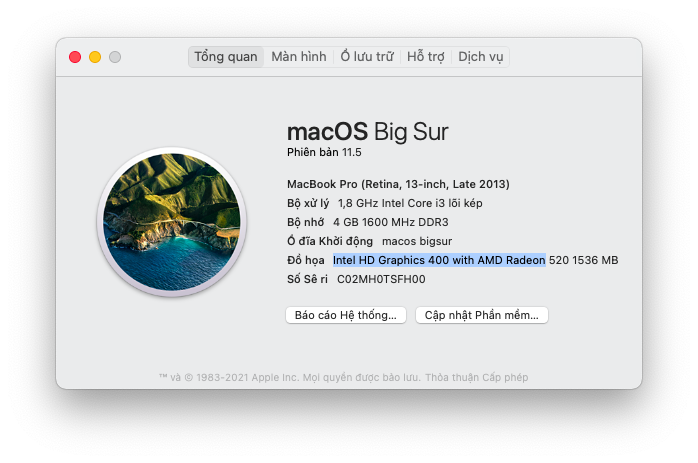 Tổng quan Màn hình Ổ lưu trữ Hỗ trợ Dịch vụ
macOS Big Sur
Phiên bản 11.5
MacBook Pro (Retina, 13-inch, Late 2013)
Bộ xử lý 1,8 GHz Intel Core i3 lõi kép
Bộ nhớ 4 GB 1600 MHz DDR3
Ổ đĩa Khởi động macos bigsur
Đồ họa Intel HD Graphics 400 with AMD Radeon 520 1536 MB
Số Sê ri C02MH0TSFH00
Báo cáo Hệ thống... Cập nhật Phần mềm...
™ và © 1983-2021 Apple Inc. Mọi quyền được bảo lưu. Thỏa thuận Cấp phép